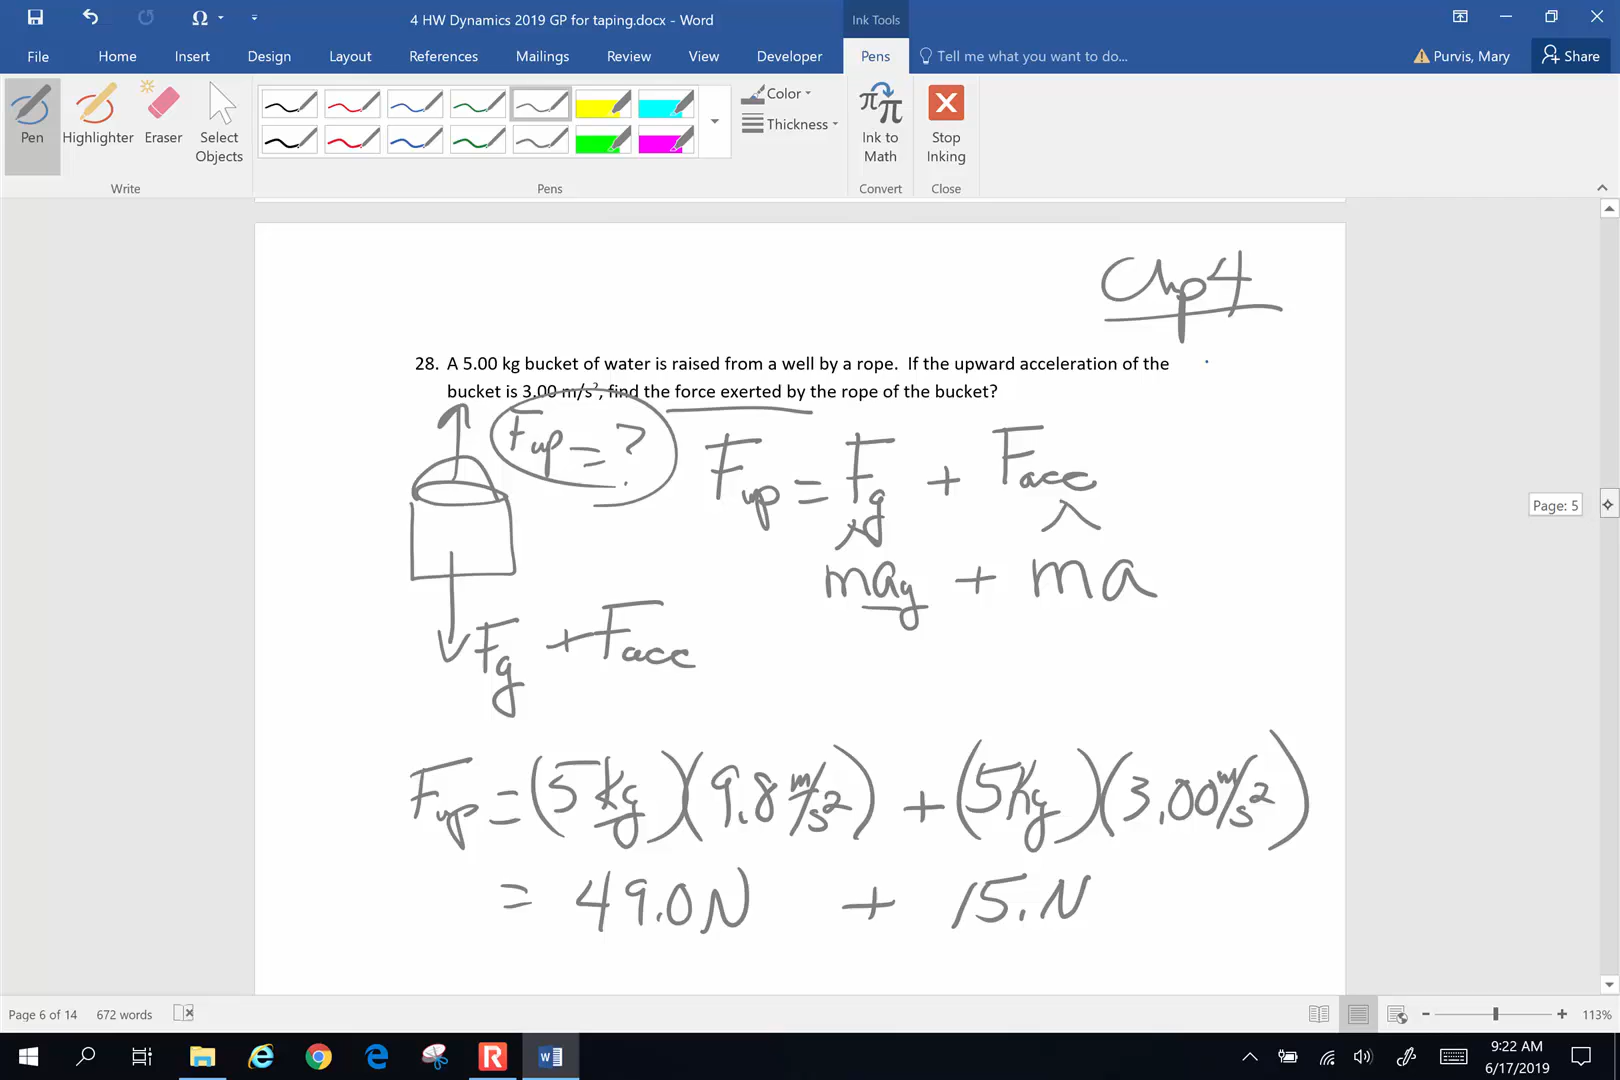 4 HW Dynamics 2019 GP for taping.docx - Word
Ink Tools
File Home Insert Design Layout References Mailings Review View Developer Pens Tell me what you want to do... Purvis, Mary Share
Pen Highlighter Eraser Select Objects
Color
Thickness
Ink to Math
Stop Inking
Write Pens Convert Close
Chp 4
28. A 5.00 kg bucket of water is raised from a well by a rope. If the upward acceleration of the
bucket is 3.00 m/s², find the force exerted by the rope of the bucket?
Fup = ?
Fup = Fg + Facc
mag + ma
Fg + Facc
Page: 5
Fup = (5 kg)(9.8 m/s2) + (5 Kg)(3.00 m/s2)
= 49.0 N + 15. N
Page 6 of 14 672 words 113%
9:22 AM
6/17/2019